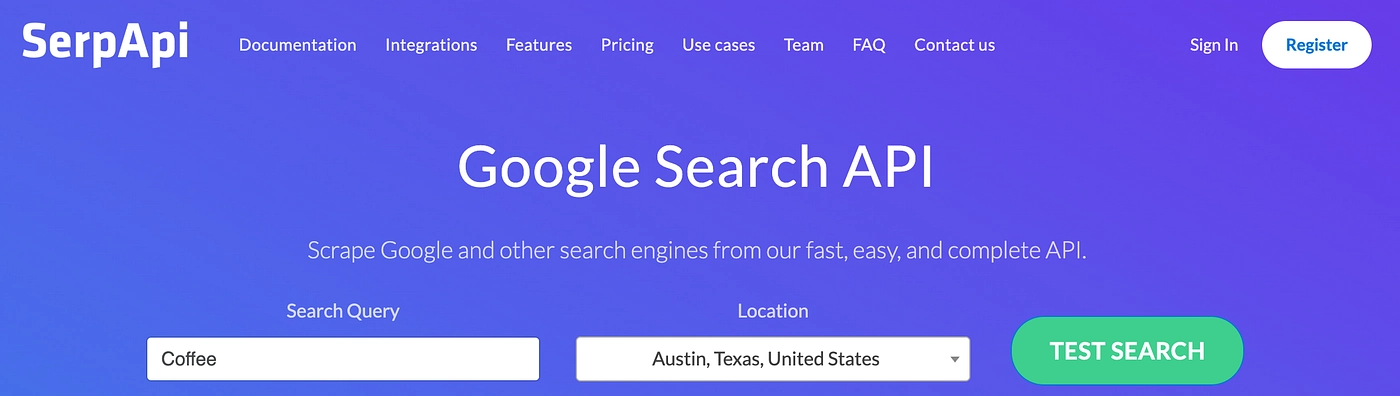 SerpApi Documentation Integrations Features Pricing Use cases Team FAQ Contact us Sign In Register
Google Search API
Scrape Google and other search engines from our fast, easy, and complete API.
Search Query Location
Coffee Austin, Texas, United States TEST SEARCH